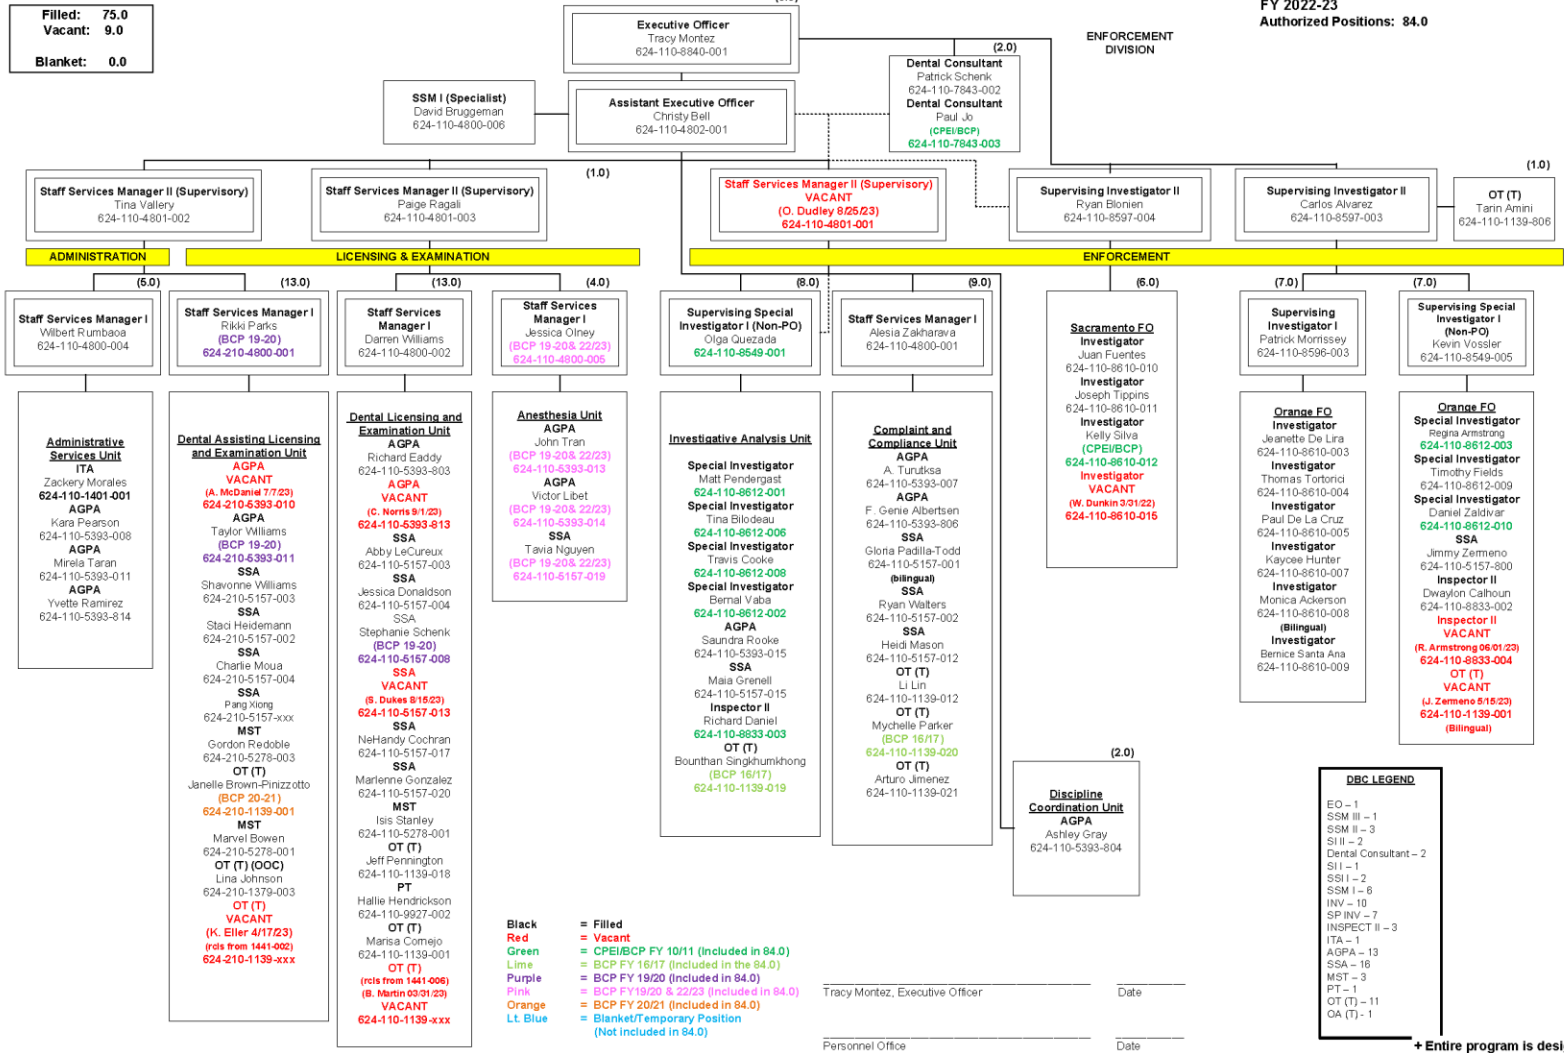 Filled: 75.0
Vacant: 9.0
Blanket: 0.0
FY 2022-23
Authorized Positions: 84.0
ENFORCEMENT
DIVISION
Executive Officer
Tracy Montez
624-110-8840-001
(2.0)
Dental Consultant
Patrick Schenk
624-110-7843-002
Dental Consultant
Paul Jo
(CPEI/BCP)
624-110-7843-003
SSM I (Specialist)
David Bruggeman
624-110-4800-006
Assistant Executive Officer
Christy Bell
624-110-4802-001
Staff Services Manager II (Supervisory)
Tina Vallery
624-110-4801-002
Staff Services Manager II (Supervisory)
Paige Ragali
624-110-4801-003
(1.0)
Staff Services Manager II (Supervisory)
VACANT
(O. Dudley 8/25/23)
624-110-4801-001
Supervising Investigator II
Ryan Blonien
624-110-8597-004
Supervising Investigator II
Carlos Alvarez
624-110-8597-003
(1.0)
OT (T)
Tarin Amini
624-110-1139-806
ADMINISTRATION
LICENSING & EXAMINATION
ENFORCEMENT
(5.0)
Staff Services Manager I
Wilbert Rumbaoa
624-110-4800-004
(13.0)
Staff Services Manager I
Rikki Parks
(BCP 19-20)
624-210-4800-001
(13.0)
Staff Services
Manager I
Darren Williams
624-110-4800-002
(4.0)
Staff Services
Manager I
Jessica Olney
(BCP 19-20& 22/23)
624-110-4800-005
(8.0)
Supervising Special
Investigator I (Non-PO)
Olga Quezada
624-110-8549-001
(9.0)
Staff Services Manager I
Alesia Zakharava
624-110-4800-001
(6.0)
Sacramento FO
Investigator
Juan Fuentes
624-110-8610-010
Investigator
Joseph Tippins
624-110-8610-011
Investigator
Kelly Silva
(CPEI/BCP)
624-110-8610-012
Investigator
VACANT
(W. Dunkin 3/31/22)
624-110-8610-015
(7.0)
Supervising
Investigator I
Patrick Morrissey
624-110-8596-003
(7.0)
Supervising Special
Investigator I
(Non-PO)
Kevin Vossler
624-110-8549-005
Administrative
Services Unit
ITA
Zackery Morales
624-110-1401-001
AGPA
Kara Pearson
624-110-5393-008
AGPA
Mirela Taran
624-110-5393-011
AGPA
Yvette Ramirez
624-110-5393-814
Dental Assisting Licensing
and Examination Unit
AGPA
VACANT
(A. McDaniel 7/7/23)
624-210-5393-010
AGPA
Taylor Williams
(BCP 19-20)
624-210-5393-011
SSA
Shavonne Williams
624-210-5157-003
SSA
Staci Heidemann
624-210-5157-002
SSA
Charlie Moua
624-210-5157-004
SSA
Pang Xiong
624-210-5157-xxx
MST
Gordon Redoble
624-210-5278-003
OT (T)
Janelle Brown-Pinizzotto
(BCP 20-21)
624-210-1139-001
MST
Marvel Bowen
624-210-5278-001
OT (T) (OOC)
Lina Johnson
624-210-1379-003
OT (T)
VACANT
(K. Eller 4/17/23)
(rcls from 1441-002)
624-210-1139-xxx
Dental Licensing and
Examination Unit
AGPA
Richard Eaddy
624-110-5393-803
AGPA
VACANT
(C. Norris 9/1/23)
624-110-5393-813
SSA
Abby LeCureux
624-110-5157-003
SSA
Jessica Donaldson
624-110-5157-004
SSA
Stephanie Schenk
(BCP 19-20)
624-110-5157-008
SSA
VACANT
(S. Dukes 8/15/23)
624-110-5157-013
SSA
NeHandy Cochran
624-110-5157-017
SSA
Marlenne Gonzalez
624-110-5157-020
MST
Isis Stanley
624-110-5278-001
OT (T)
Jeff Pennington
624-110-1139-018
PT
Hallie Hendrickson
624-110-9927-002
OT (T)
Marisa Cornejo
624-110-1139-001
OT (T)
(rcls from 1441-006)
(B. Martin 03/31/23)
VACANT
624-110-1139-xxx
Anesthesia Unit
AGPA
John Tran
(BCP 19-20& 22/23)
624-110-5393-013
AGPA
Victor Libet
(BCP 19-20& 22/23)
624-110-5393-014
SSA
Tavia Nguyen
(BCP 19-20& 22/23)
624-110-5157-019
Investigative Analysis Unit
Special Investigator
Matt Pendergast
624-110-8612-001
Special Investigator
Tina Bilodeau
624-110-8612-006
Special Investigator
Travis Cooke
624-110-8612-008
Special Investigator
Bernal Vaba
624-110-8612-002
AGPA
Saundra Rooke
624-110-5393-015
SSA
Maia Grenell
624-110-5157-015
Inspector II
Richard Daniel
624-110-8833-003
OT (T)
Bounthan Singkhumkhong
(BCP 16/17)
624-110-1139-019
Complaint and
Compliance Unit
AGPA
A. Turutksa
624-110-5393-007
AGPA
F. Genie Albertsen
624-110-5393-806
SSA
Gloria Padilla-Todd
624-110-5157-001
(bilingual)
SSA
Ryan Walters
624-110-5157-002
SSA
Heidi Mason
624-110-5157-012
OT (T)
Li Lin
624-110-1139-012
OT (T)
Mychelle Parker
(BCP 16/17)
624-110-1139-020
OT (T)
Arturo Jimenez
624-110-1139-021
(2.0)
Discipline
Coordination Unit
AGPA
Ashley Gray
624-110-5393-804
Orange FO
Investigator
Jeanette De Lira
624-110-8610-003
Investigator
Thomas Tortorici
624-110-8610-004
Investigator
Paul De La Cruz
624-110-8610-005
Investigator
Kaycee Hunter
624-110-8610-007
Investigator
Monica Ackerson
624-110-8610-008
(Bilingual)
Investigator
Bernice Santa Ana
624-110-8610-009
Orange FO
Special Investigator
Regina Armstrong
624-110-8612-003
Special Investigator
Timothy Fields
624-110-8612-009
Special Investigator
Daniel Zaldivar
624-110-8612-010
SSA
Jimmy Zermeno
624-110-5157-800
Inspector II
Dwaylon Calhoun
624-110-8833-002
Inspector II
VACANT
(R. Armstrong 06/01/23)
624-110-8833-004
OT (T)
VACANT
(J. Zermeno 5/15/23)
624-110-1139-001
(Bilingual)
DBC LEGEND
EO – 1
SSM III – 1
SSM II – 3
SI II – 2
Dental Consultant – 2
SI I – 1
SSI I – 2
SSM I – 6
INV – 10
SP INV – 7
INSPECT II – 3
ITA – 1
AGPA – 13
SSA – 16
MST – 3
PT – 1
OT (T) – 11
OA (T) - 1
Black = Filled
Red = Vacant
Green = CPEI/BCP FY 10/11 (Included in 84.0)
Lime = BCP FY 16/17 (Included in the 84.0)
Purple = BCP FY 19/20 (Included in 84.0)
Pink = BCP FY19/20 & 22/23 (Included in 84.0)
Orange = BCP FY 20/21 (Included in 84.0)
Lt. Blue = Blanket/Temporary Position
(Not included in 84.0)
Tracy Montez, Executive Officer Date
Personnel Office Date
+ Entire program is desi